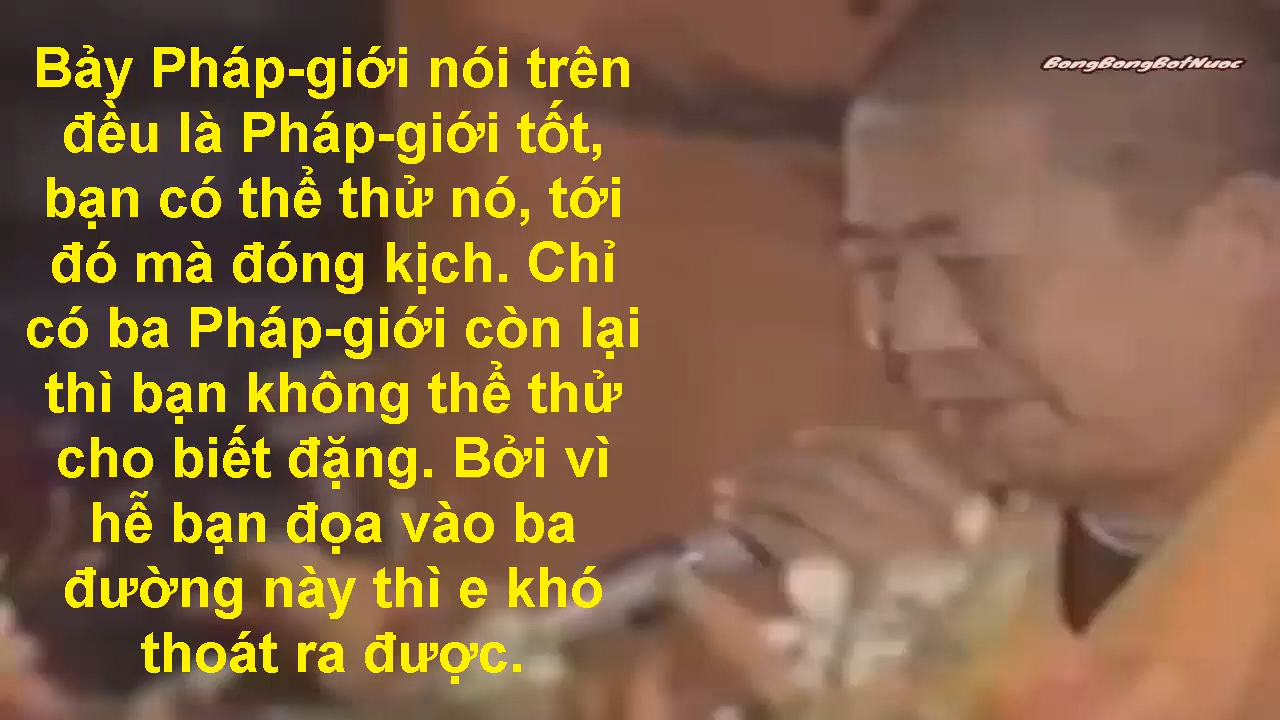 BongBongBotNuoc
Bảy Pháp-giới nói trên
đều là Pháp-giới tốt,
bạn có thể thử nó, tới
đó mà đóng kịch. Chỉ
có ba Pháp-giới còn lại
thì bạn không thể thử
cho biết đặng. Bởi vì
hễ bạn đọa vào ba
đường này thì e khó
thoát ra được.